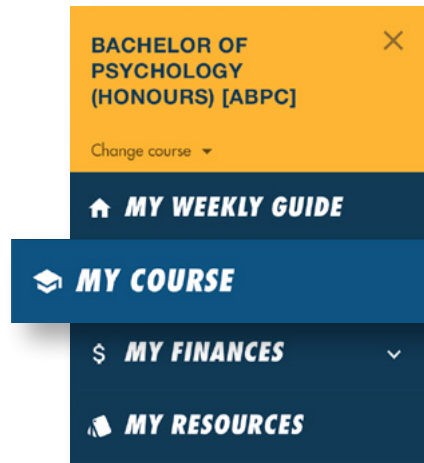 BACHELOR OF
PSYCHOLOGY
(HONOURS) [ABPC]
Change course
MY WEEKLY GUIDE
MY COURSE
$ MY FINANCES
MY RESOURCES